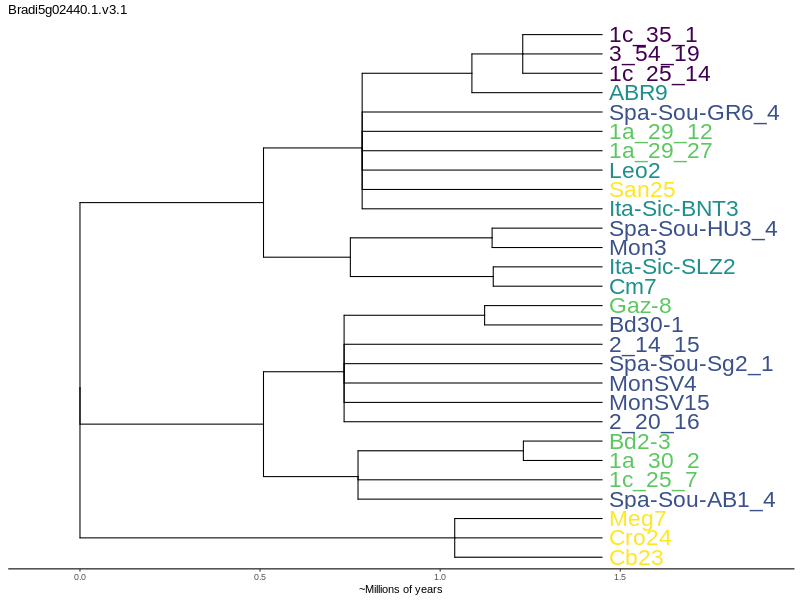 Bradi5g02440.1.v3.1
1c_35_1
3_54_19
1c_25_14
ABR9
Spa-Sou-GR6_4
1a_29_12
1a_29_27
Leo2
San25
Ita-Sic-BNT3
Spa-Sou-HU3_4
Mon3
Ita-Sic-SLZ2
Cm7
Gaz-8
Bd30-1
2_14_15
Spa-Sou-Sg2_1
MonSV4
MonSV15
2_20_16
Bd2-3
1a_30_2
1c_25_7
Spa-Sou-AB1_4
Meg7
Cro24
Cb23
0.0 0.5 1.0 1.5
~Millions of years